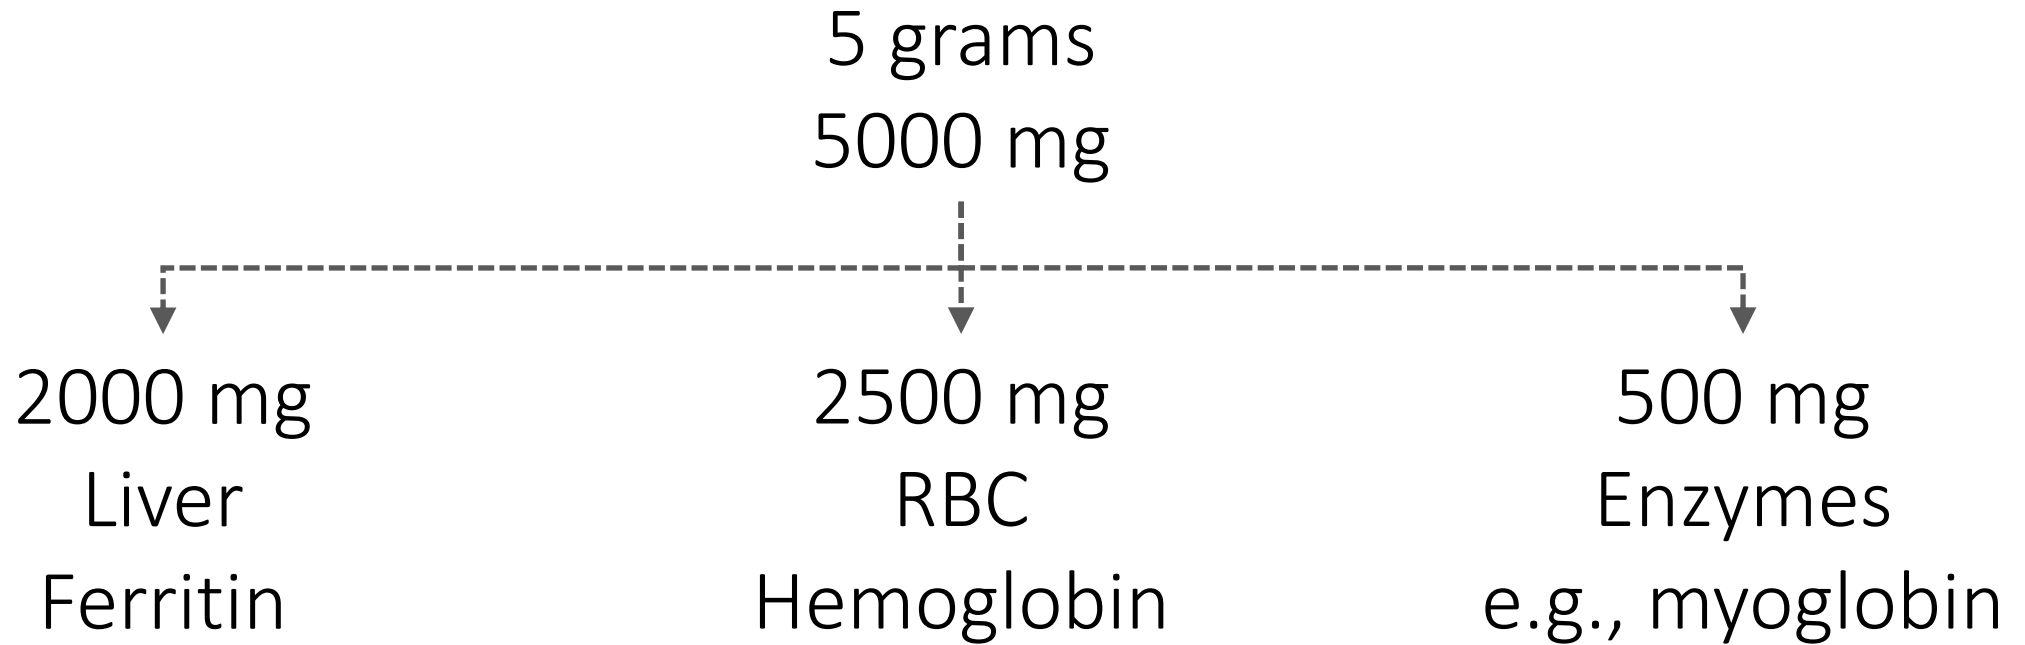 5 grams
5000 mg
2000 mg
Liver
Ferritin
2500 mg
RBC
Hemoglobin
500 mg
Enzymes
e.g., myoglobin